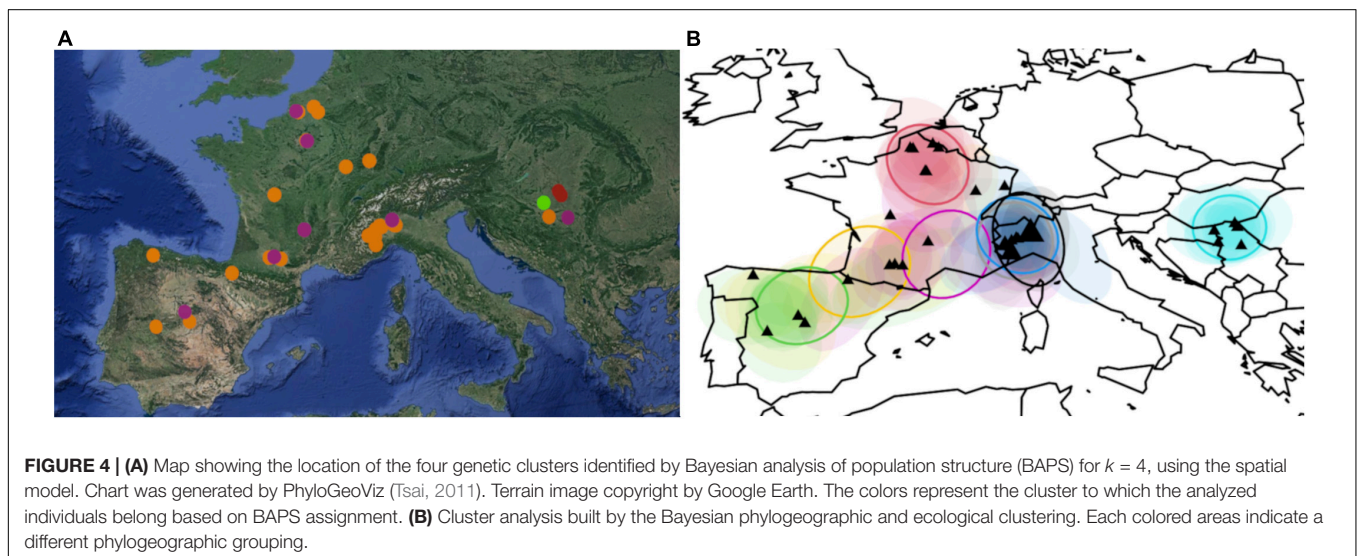 A
B
FIGURE 4 | (A) Map showing the location of the four genetic clusters identified by Bayesian analysis of population structure (BAPS) for k = 4, using the spatial
model. Chart was generated by PhyloGeoViz (Tsai, 2011). Terrain image copyright by Google Earth. The colors represent the cluster to which the analyzed
individuals belong based on BAPS assignment. (B) Cluster analysis built by the Bayesian phylogeographic and ecological clustering. Each colored areas indicate a
different phylogeographic grouping.